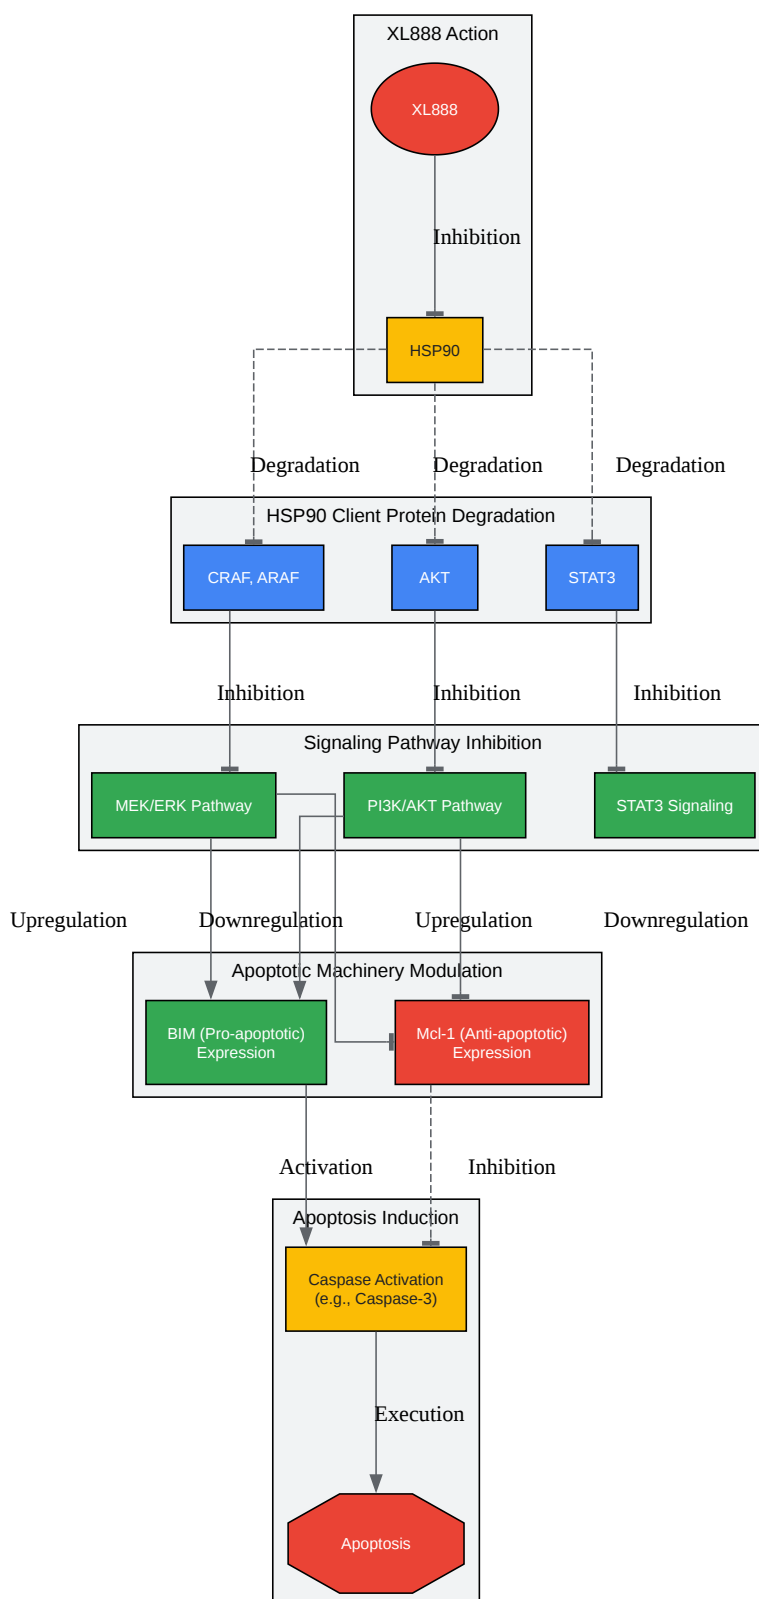 XL888 Action
XL888
Inhibition
HSP90
Degradation
Degradation
Degradation
HSP90 Client Protein Degradation
CRAF, ARAF
AKT
STAT3
Inhibition
Inhibition
Inhibition
Signaling Pathway Inhibition
MEK/ERK Pathway
PI3K/AKT Pathway
STAT3 Signaling
Upregulation
Downregulation
Upregulation
Downregulation
Apoptotic Machinery Modulation
BIM (Pro-apoptotic)
Expression
Mcl-1 (Anti-apoptotic)
Expression
Activation
Inhibition
Apoptosis Induction
Caspase Activation
(e.g., Caspase-3)
Execution
Apoptosis